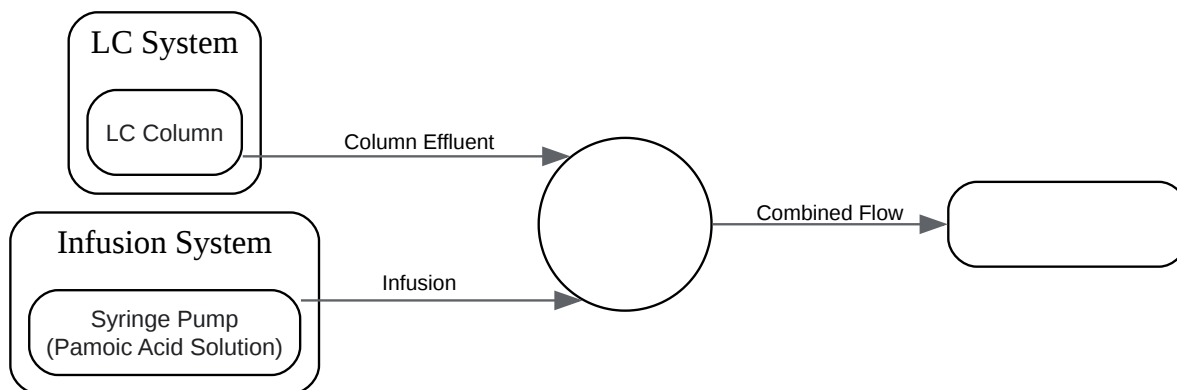 LC System
LC Column
Column Effluent
Combined Flow
Infusion System
Infusion
Syringe Pump
(Pamoic Acid Solution)